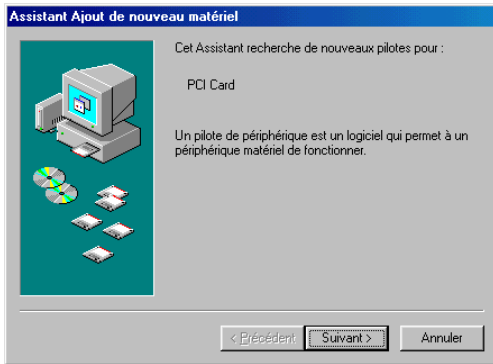 Assistant Ajout de nouveau matériel
Cet Assistant recherche de nouveaux pilotes pour :
PCI Card
Un pilote de périphérique est un logiciel qui permet à un
périphérique matériel de fonctionner.
< Précédent
Suivant >
Annuler